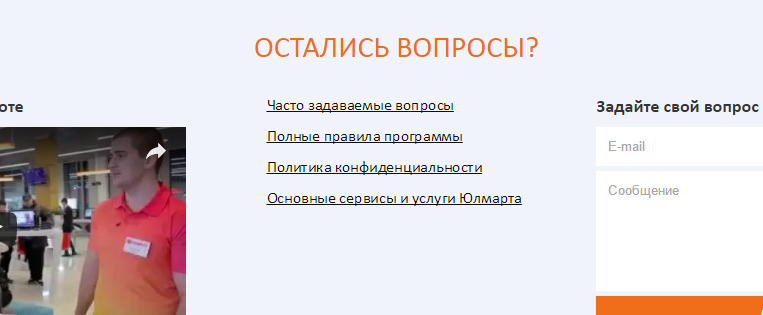 ОСТАЛИСЬ ВОПРОСЫ?
оте
Часто задаваемые вопросы
Полные правила программы
Политика конфиденциальности
Основные сервисы и услуги Юлмарта
Задайте свой вопрос
E-mail
Сообщение